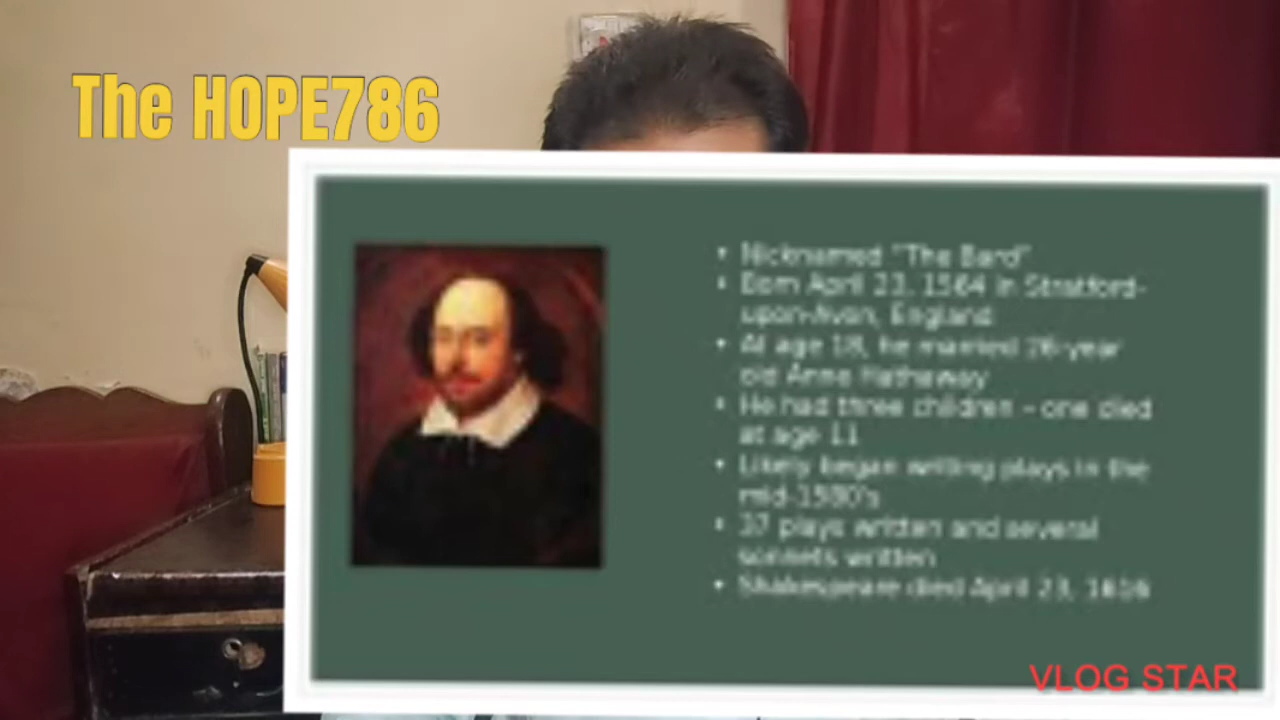 The HOPE786
• Nicknamed "The Bard"
• Born April 23, 1564 in Stratford-
upon-Avon, England
• At age 18, he married 26-year
old Anne Hathaway
• He had three children – one died
at age 11
• Likely began writing plays in the
mid-1580's
• 37 plays written and several
sonnets written
• Shakespeare died April 23, 1616
VLOG STAR